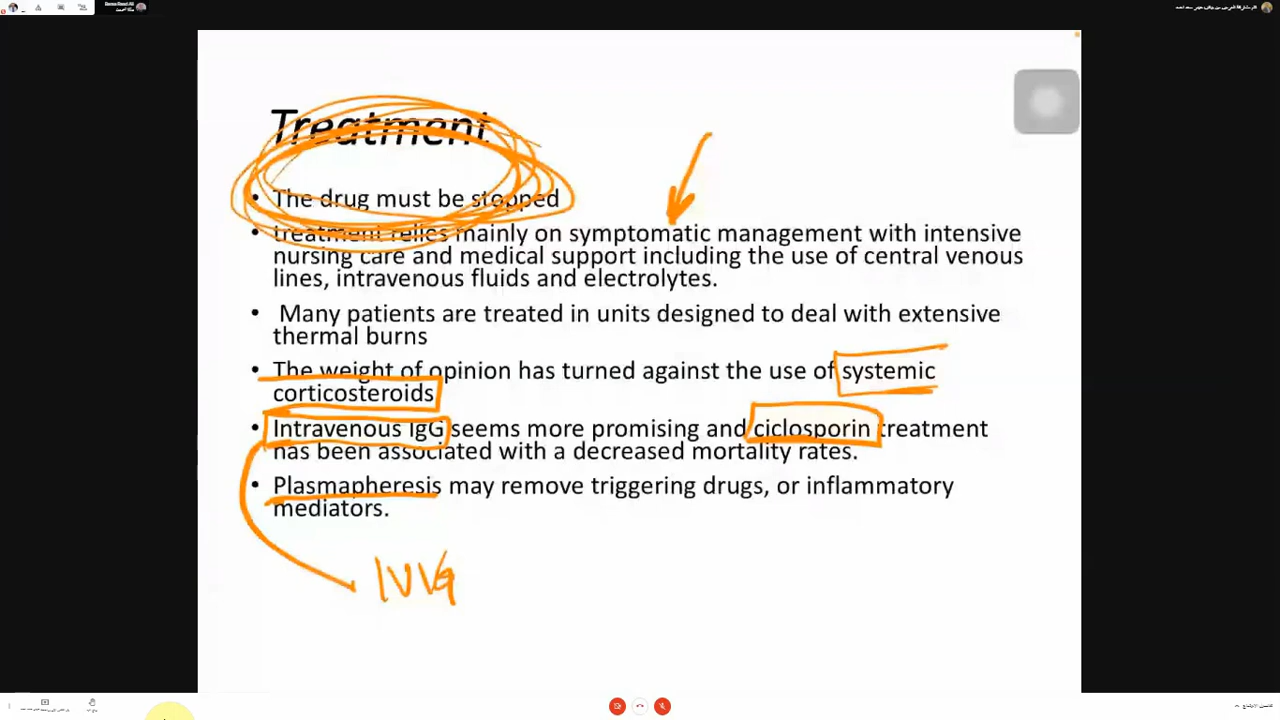 Treatment
• The drug must be stopped
• treatment relies mainly on symptomatic management with intensive
nursing care and medical support including the use of central venous
lines, intravenous fluids and electrolytes.
• Many patients are treated in units designed to deal with extensive
thermal burns
• The weight of opinion has turned against the use of systemic
corticosteroids
• Intravenous IgG seems more promising and ciclosporin treatment
has been associated with a decreased mortality rates.
• Plasmapheresis may remove triggering drugs, or inflammatory
mediators.
IVIG